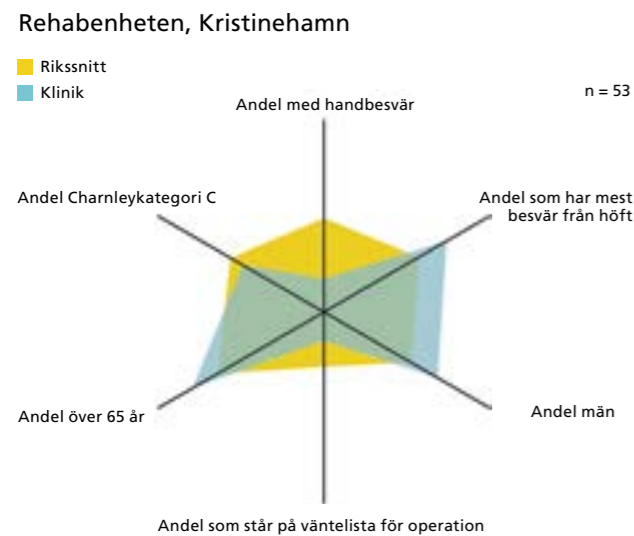 Rehabenheten, Kristinehamn
Rikssnitt
Klinik
n = 53
Andel med handbesvär
Andel Charnleykategori C
Andel som har mest
besvär från höft
Andel över 65 år
Andel män
Andel som står på väntelista för operation